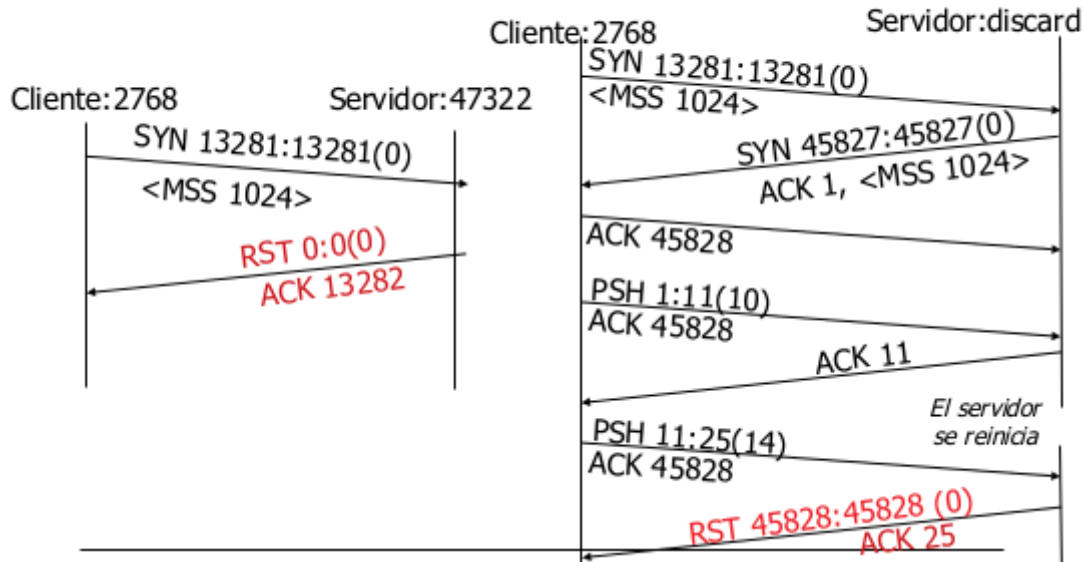 Cliente:2768
Servidor:47322
SYN 13281:13281(0)
<MSS 1024>
RST 0:0(0)
ACK 13282
Cliente:2768
Servidor:discard
SYN 13281:13281(0)
<MSS 1024>
SYN 45827:45827(0)
ACK 1, <MSS 1024>
ACK 45828
PSH 1:11(10)
ACK 45828
ACK 11
El servidor
se reinicia
PSH 11:25(14)
ACK 45828
RST 45828:45828 (0)
ACK 25